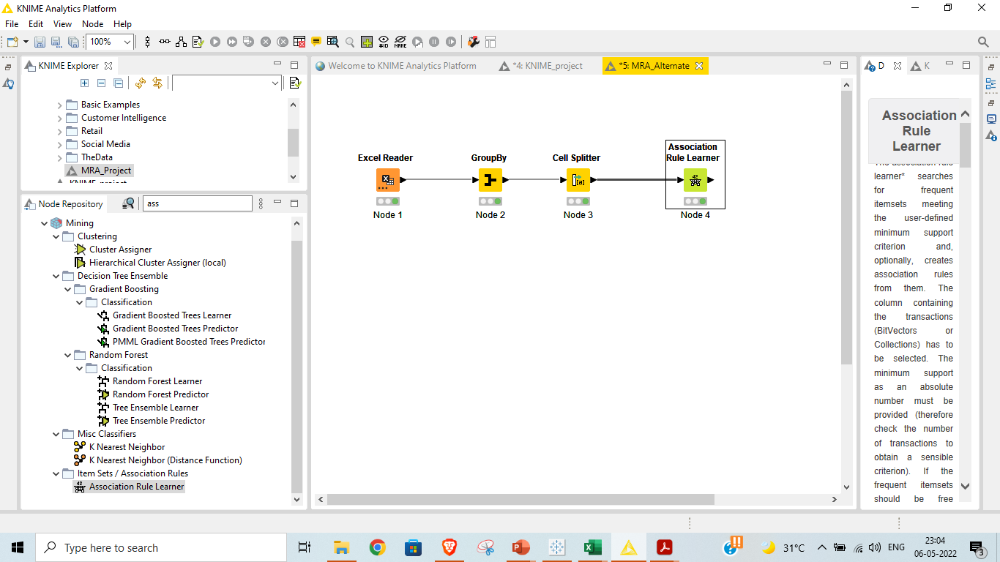 KNIME Analytics Platform
File Edit View Node Help
100%
#ID
NAME
KNIME Explorer
Basic Examples
Customer Intelligence
Retail
Social Media
TheData
MRA_Project
KNIME_project
Node Repository
ass
Mining
Clustering
Cluster Assigner
Hierarchical Cluster Assigner (local)
Decision Tree Ensemble
Gradient Boosting
Classification
Gradient Boosted Trees Learner
Gradient Boosted Trees Predictor
PMML Gradient Boosted Trees Predictor
Random Forest
Classification
Random Forest Learner
Random Forest Predictor
Tree Ensemble Learner
Tree Ensemble Predictor
Misc Classifiers
K Nearest Neighbor
K Nearest Neighbor (Distance Function)
Item Sets / Association Rules
Association Rule Learner
Welcome to KNIME Analytics Platform
*4: KNIME_project
*5: MRA_Alternate
Excel Reader
Node 1
GroupBy
Node 2
Cell Splitter
Node 3
Association
Rule Learner
Node 4
D
K
Association
Rule
Learner
The association rule
learner* searches
for frequent
itemsets meeting
the user-defined
minimum support
criterion and,
optionally, creates
association rules
from them. The
column containing
the transactions
(BitVectors or
Collections) has to
be selected. The
minimum support
as an absolute
number must be
provided (therefore
check the number
of transactions to
obtain a sensible
criterion). If the
frequent itemsets
should be free
Type here to search
31°C
ENG
23:04
06-05-2022
3